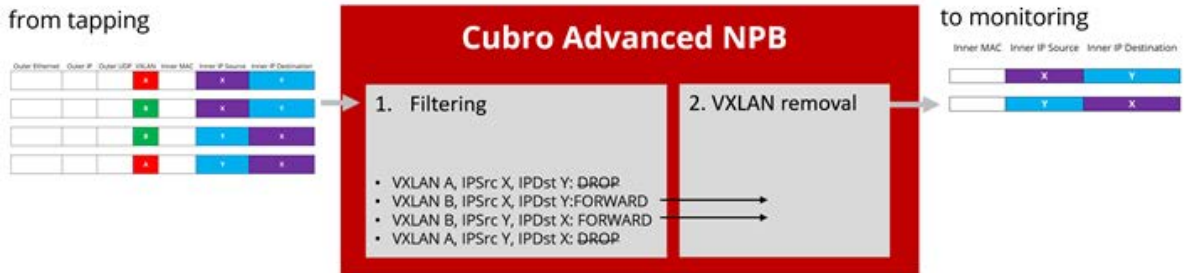 from tapping
Outer Ethernet Outer IP Outer UDP VXLAN Inner MAC Inner IP Source Inner IP Destination
A X Y
B X Y
B Y X
A Y X
Cubro Advanced NPB
1. Filtering
• VXLAN A, IPSrc X, IPDst Y: DROP
• VXLAN B, IPSrc X, IPDst Y:FORWARD
• VXLAN B, IPSrc Y, IPDst X: FORWARD
• VXLAN A, IPSrc Y, IPDst X: DROP
2. VXLAN removal
to monitoring
Inner MAC Inner IP Source Inner IP Destination
X Y
Y X